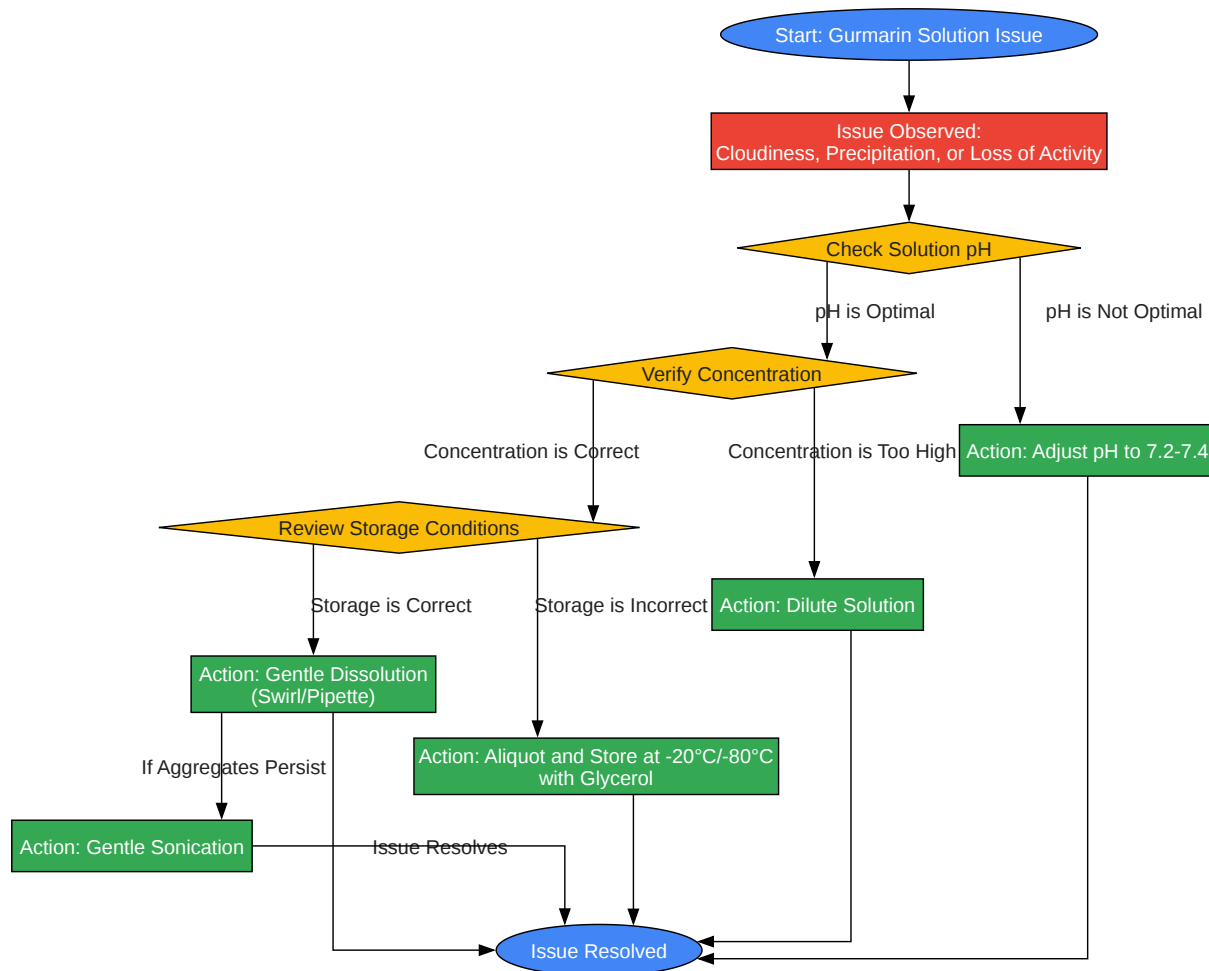 Start: Gurmarin Solution Issue
Issue Observed:
Cloudiness, Precipitation, or Loss of Activity
Check Solution pH
pH is Optimal
pH is Not Optimal
Verify Concentration
Concentration is Correct
Concentration is Too High
Action: Adjust pH to 7.2-7.4
Review Storage Conditions
Storage is Correct
Storage is Incorrect
Action: Dilute Solution
Action: Gentle Dissolution
(Swirl/Pipette)
If Aggregates Persist
Action: Aliquot and Store at -20°C/-80°C
with Glycerol
Action: Gentle Sonication
Issue Resolves
Issue Resolved